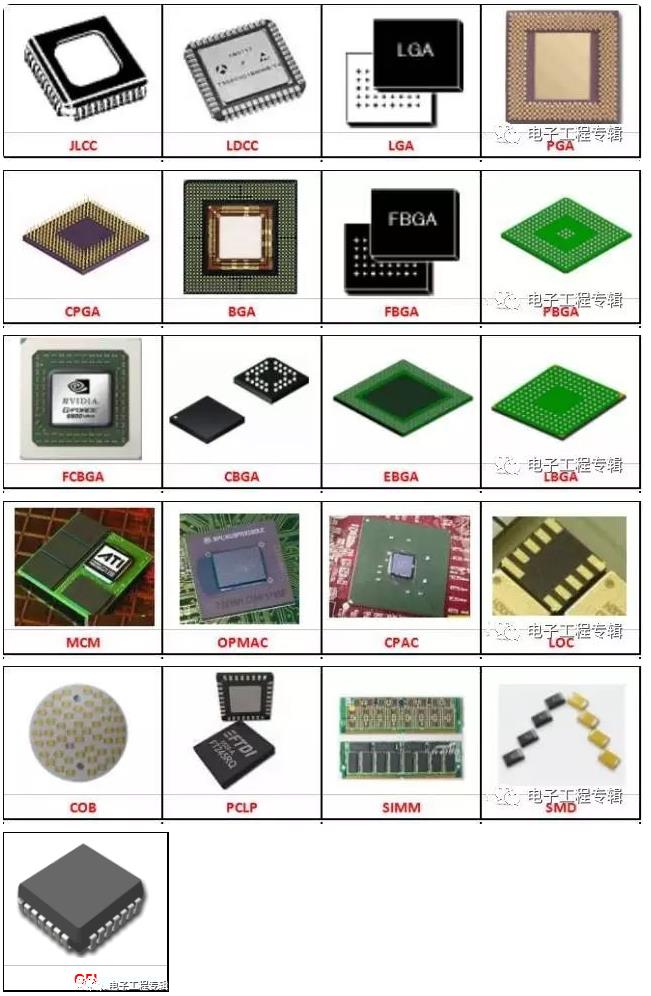 JLCC
LDCC
LGA
LGA
电子工程专辑
PGA
CPGA
BGA
FBGA
FBGA
电子工程专辑
PBGA
nVIDIA
GEFORCE
FCBGA
CBGA
EBGA
电子工程专辑
LBGA
ATI
MCM
OPMAC
CPAC
电子工程专辑
LOC
COB
FTDI
FT245RQ
PCLP
SIMM
电子工程专辑
SMD
电子工程专辑